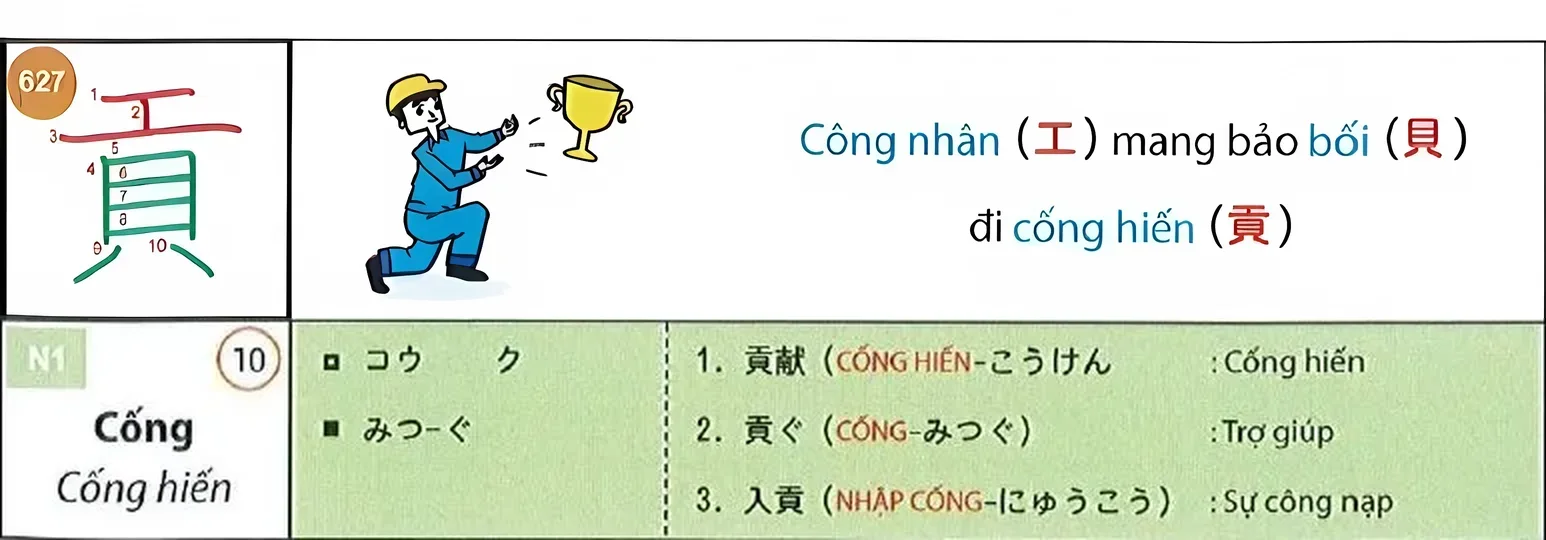 627
貢
1
2
3
4
5
6
7
8
9
10
Công nhân (工) mang bảo bối (貝)
đi cống hiến (貢)
N1
10
Cống
Cống hiến
コウ ク
みつ-ぐ
1. 貢献 (CỐNG HIẾN-こうけん : Cống hiến
2. 貢ぐ (CỐNG-みつぐ) : Trợ giúp
3. 入貢 (NHẬP CỐNG-にゅうこう) : Sự công nạp